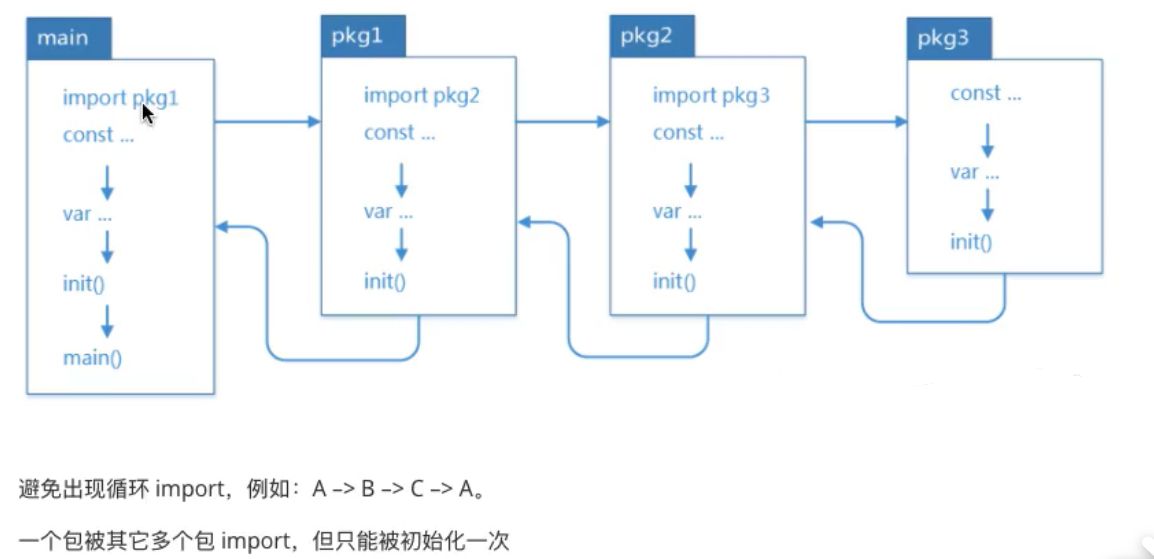 main
import pkg1
const ...
var ...
init()
main()
pkg1
import pkg2
const ...
var ...
init()
pkg2
import pkg3
const ...
var ...
init()
pkg3
const ...
var ...
init()
避免出现循环 import，例如：A –> B –> C –> A。
一个包被其它多个包 import，但只能被初始化一次